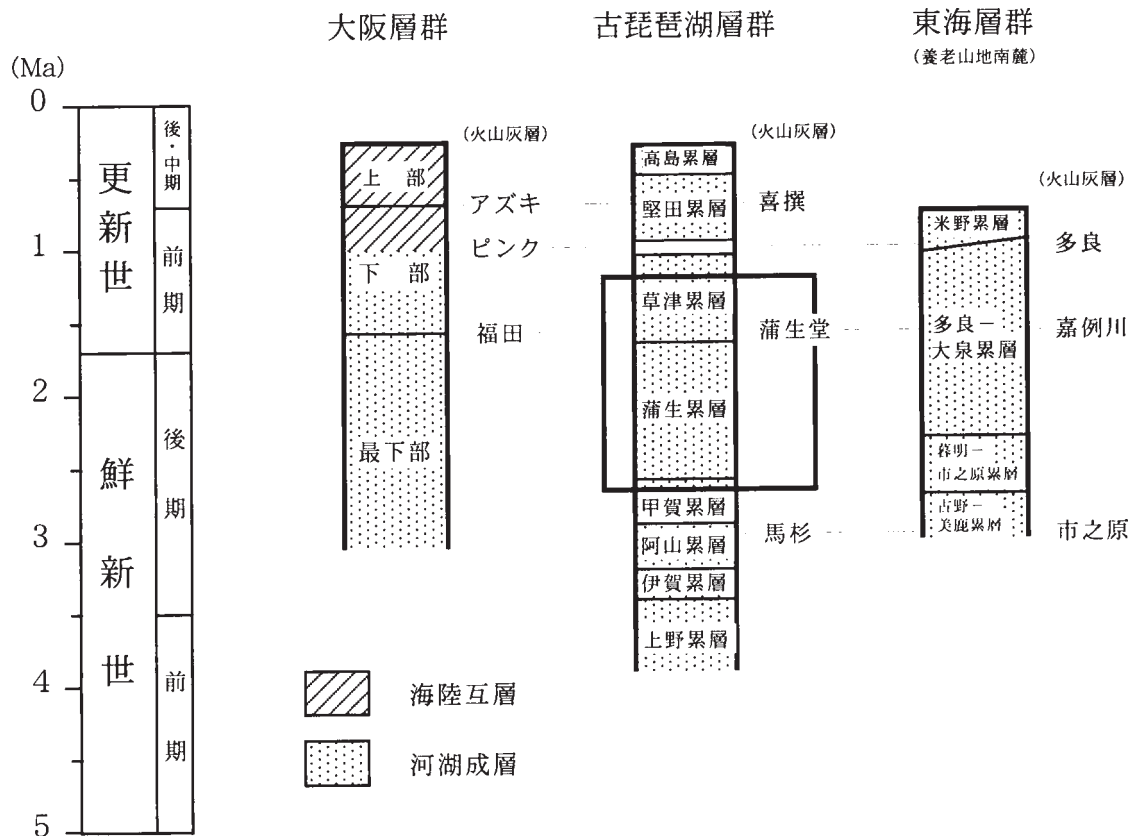 大阪層群
古琵琶湖層群
東海層群
(養老山地南麓)
(Ma)
0
1
2
3
4
5
更新世
鮮新世
後・中期
前期
後期
前期
(火山灰層)
上部
アズキ
ピンク
下部
福田
最下部
(火山灰層)
高島累層
堅田累層
喜撰
草津累層
蒲生堂
蒲生累層
甲賀累層
馬杉
阿山累層
伊賀累層
上野累層
(火山灰層)
米野累層
多良
多良－
大泉累層
嘉例川
暮明－
市之原累層
古野－
美鹿累層
市之原
海陸互層
河湖成層